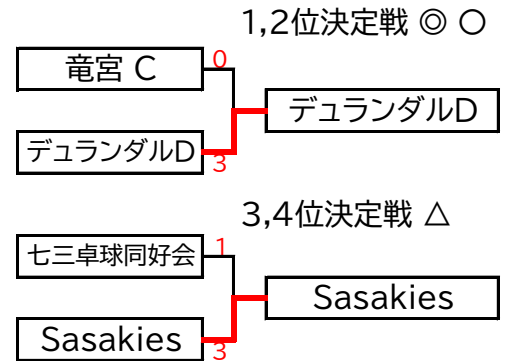 1,2位決定戦 ◎ 〇
竜宮 C
0
デュランダルD
デュランダルD
3
3,4位決定戦 △
七三卓球同好会
1
Sasakies
Sasakies
3